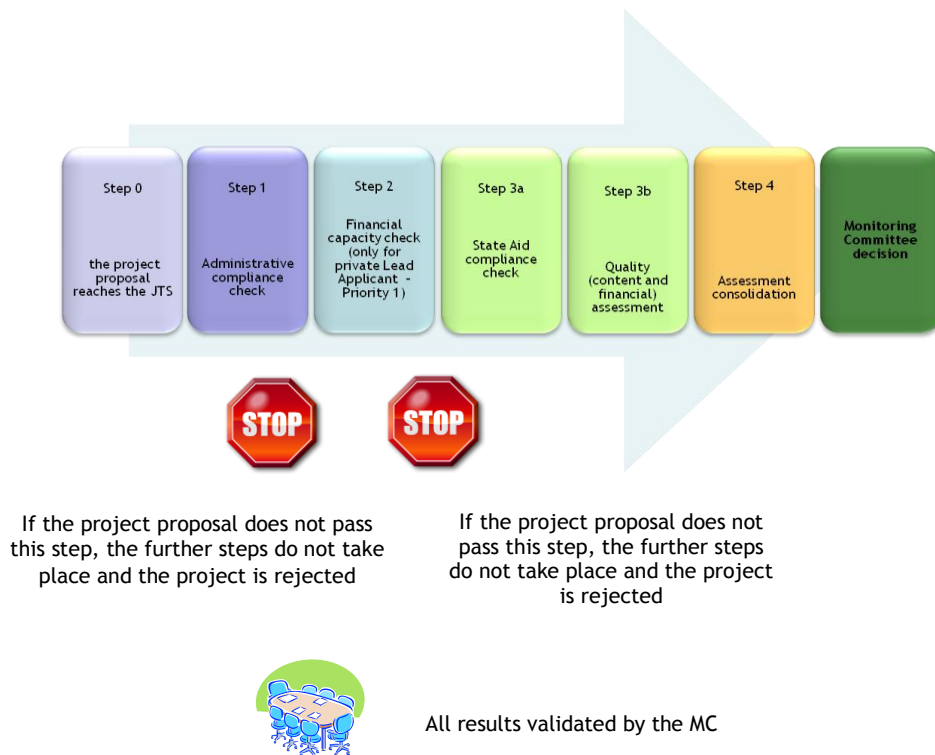 Step 0
the project
proposal
reaches the JTS
Step 1
Administrative
compliance
check
Step 2
Financial
capacity check
(only for
private Lead
Applicant -
Priority 1)
Step 3a
State Aid
compliance
check
Step 3b
Quality
(content and
financial)
assessment
Step 4
Assessment
consolidation
Monitoring
Committee
decision
STOP
STOP
If the project proposal does not pass
this step, the further steps do not take
place and the project is rejected
If the project proposal does not
pass this step, the further steps
do not take place and the project
is rejected
All results validated by the MC